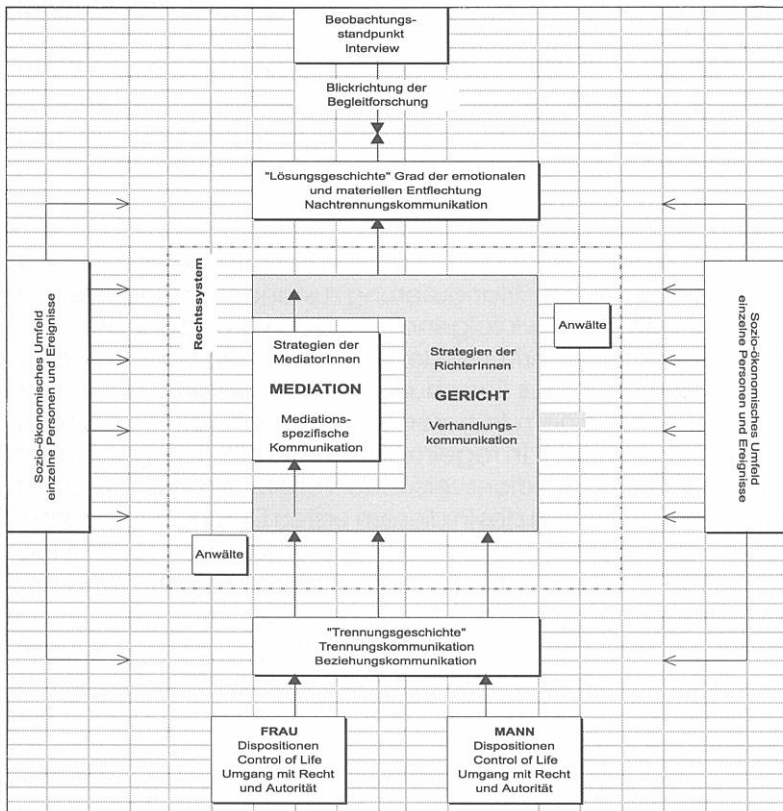 Beobachtungs-
standpunkt
Interview
Blickrichtung der
Begleitforschung
"Lösungsgeschichte" Grad der emotionalen
und materiellen Entflechtung
Nachtrennungskommunikation
Rechtssystem
Sozio-ökonomisches Umfeld
einzelne Personen und Ereignisse
Strategien der
MediatorInnen
MEDIATION
Mediations-
spezifische
Kommunikation
Strategien der
RichterInnen
GERICHT
Verhandlungs-
kommunikation
Anwälte
Sozio-ökonomisches Umfeld
einzelne Personen und Ereignisse
Anwälte
"Trennungsgeschichte"
Trennungskommunikation
Beziehungskommunikation
FRAU
Dispositionen
Control of Life
Umgang mit Recht
und Autorität
MANN
Dispositionen
Control of Life
Umgang mit Recht
und Autorität